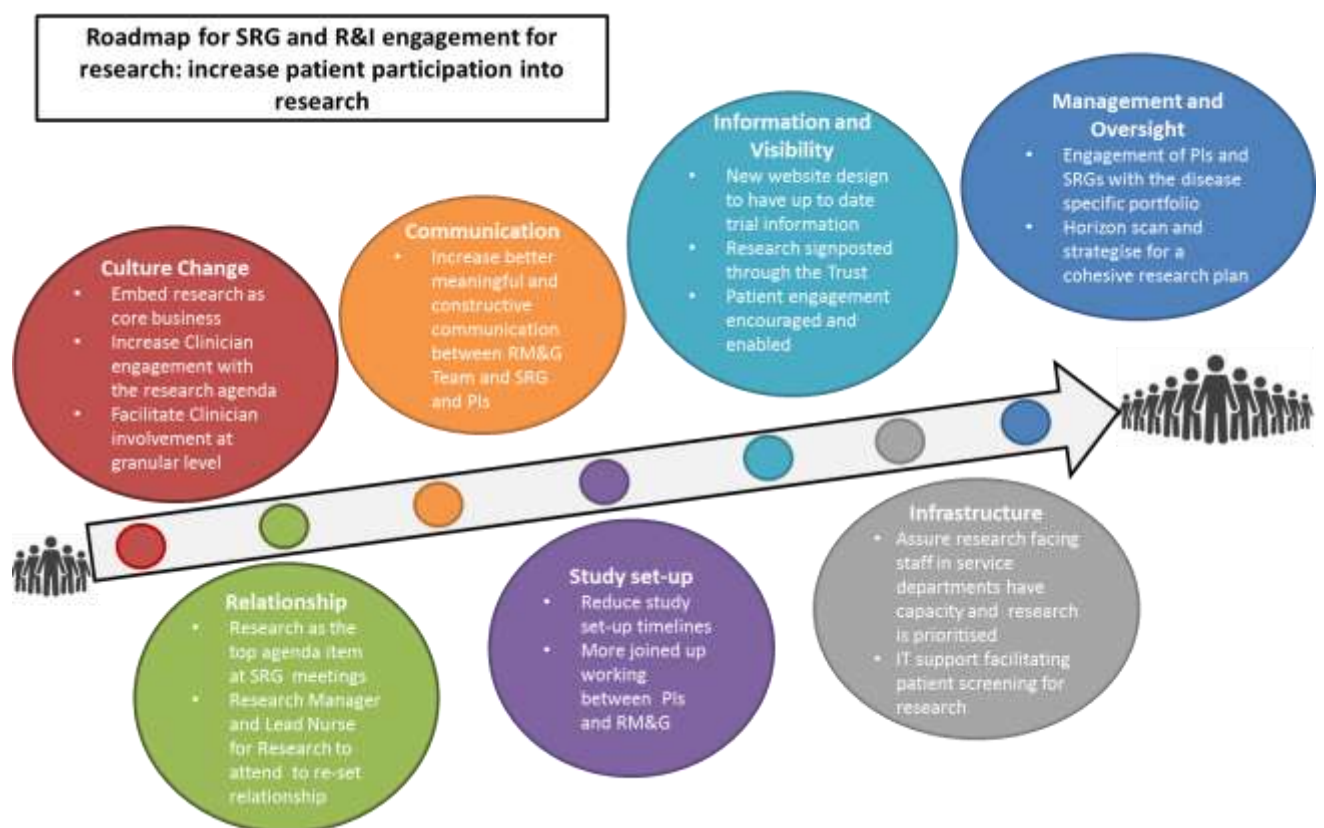 Roadmap for SRG and R&I engagement for
research: increase patient participation into
research
Culture Change
• Embed research as
core business
• Increase Clinician
engagement with
the research agenda
• Facilitate Clinician
involvement at
granular level
Relationship
• Research as the
top agenda item
at SRG meetings
• Research Manager
and Lead Nurse
for Research to
attend to re-set
relationship
Communication
• Increase better
meaningful and
constructive
communication
between RM&G
Team and SRG
and PIs
Study set-up
• Reduce study
set-up timelines
• More joined up
working
between PIs
and RM&G
Information and
Visibility
• New website design
to have up to date
trial information
• Research signposted
through the Trust
• Patient engagement
encouraged and
enabled
Infrastructure
• Assure research facing
staff in service
departments have
capacity and research
is prioritised
• IT support facilitating
patient screening for
research
Management and
Oversight
• Engagement of PIs and
SRGs with the disease
specific portfolio
• Horizon scan and
strategise for a
cohesive research plan